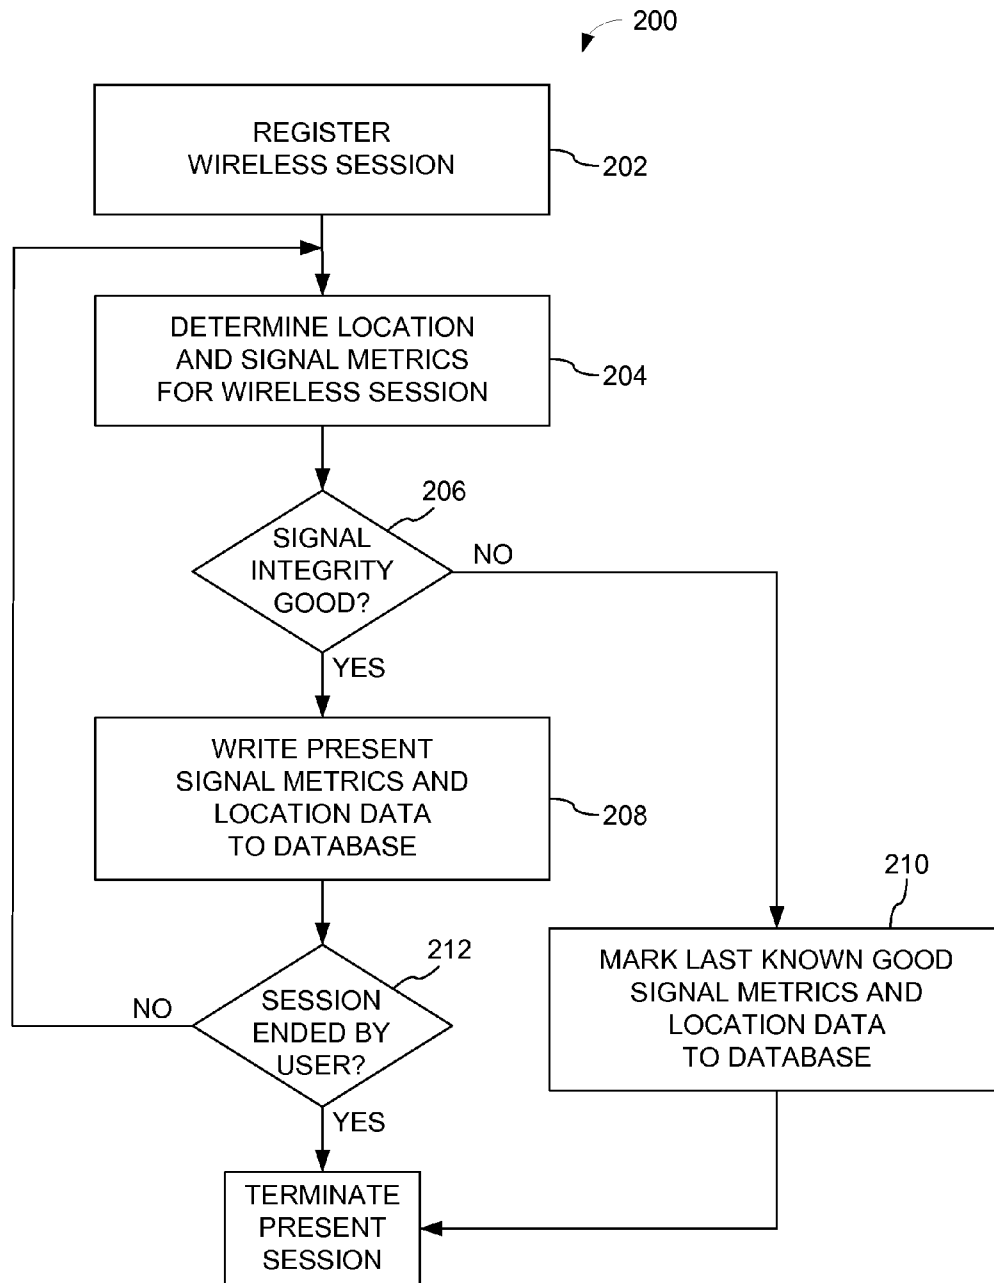 200
REGISTER
WIRELESS SESSION
202
DETERMINE LOCATION
AND SIGNAL METRICS
FOR WIRELESS SESSION
204
206
SIGNAL
INTEGRITY
GOOD?
NO
YES
WRITE PRESENT
SIGNAL METRICS AND
LOCATION DATA
TO DATABASE
208
210
MARK LAST KNOWN GOOD
SIGNAL METRICS AND
LOCATION DATA
TO DATABASE
212
SESSION
ENDED BY
USER?
NO
YES
TERMINATE
PRESENT
SESSION